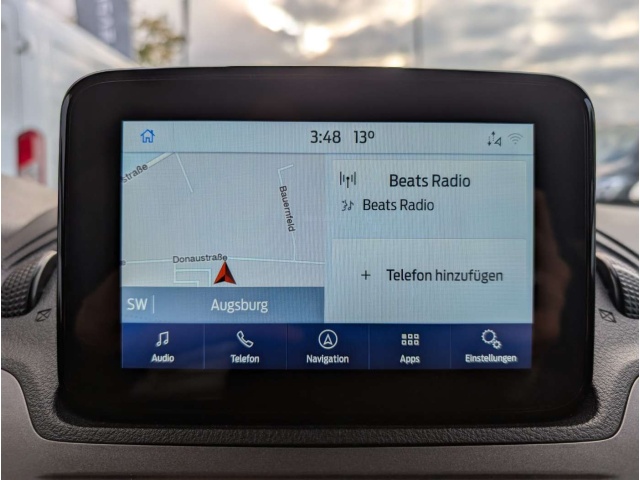 3:48 13°
straße
Bauernfeld
Donaustraße
SW
Augsburg
Beats Radio
Beats Radio
+ Telefon hinzufügen
Audio
Telefon
Navigation
Apps
Einstellungen